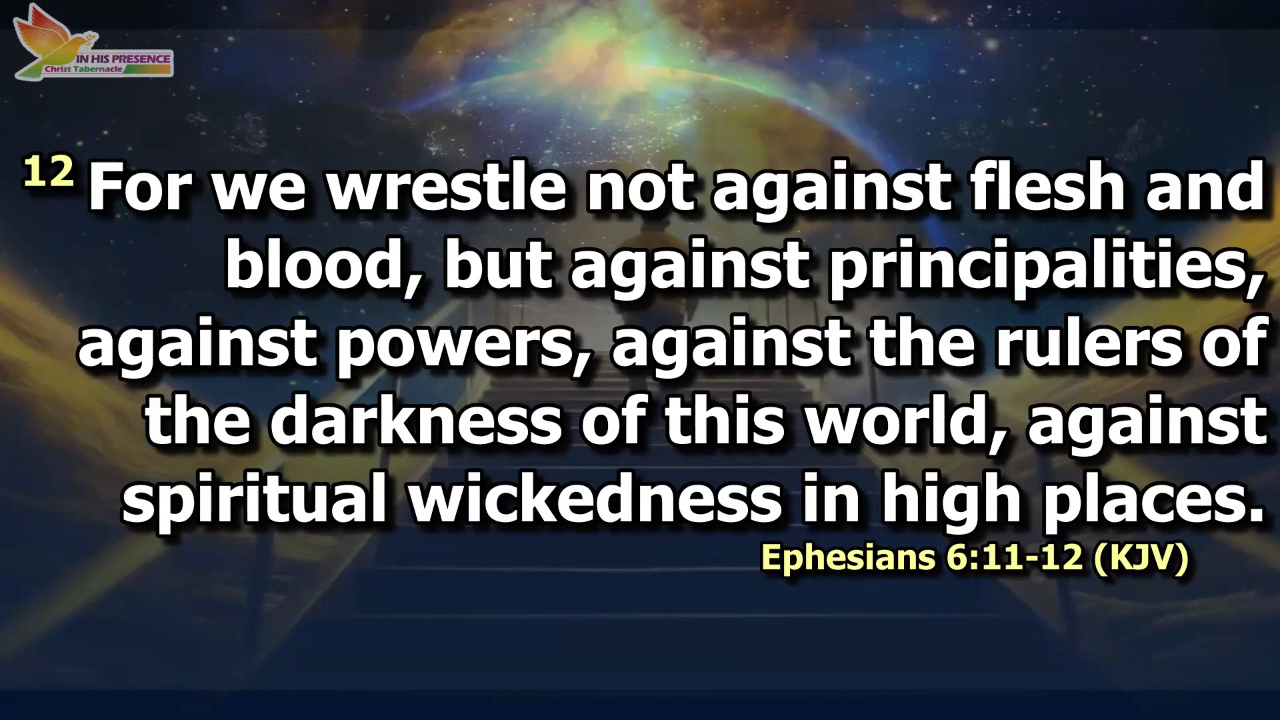 IN HIS PRESENCE
Christ Tabernacle
12 For we wrestle not against flesh and
blood, but against principalities,
against powers, against the rulers of
the darkness of this world, against
spiritual wickedness in high places.
Ephesians 6:11-12 (KJV)